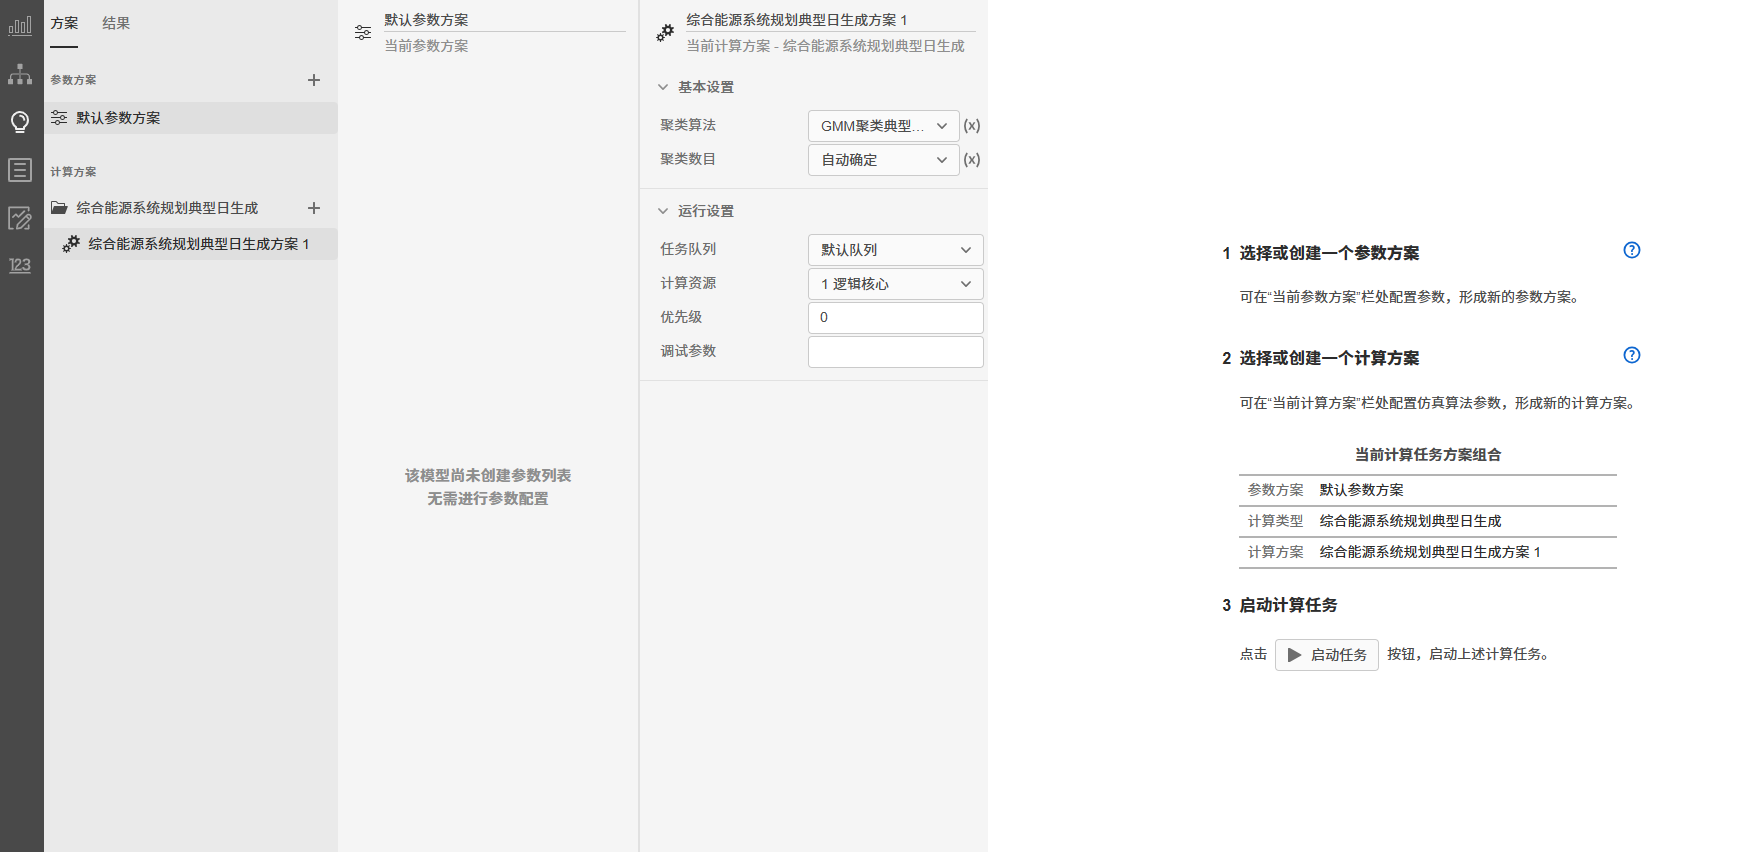 方案 结果
参数方案
默认参数方案
计算方案
综合能源系统规划典型日生成
综合能源系统规划典型日生成方案 1
123
默认参数方案
当前参数方案
该模型尚未创建参数列表
无需进行参数配置
综合能源系统规划典型日生成方案 1
当前计算方案 - 综合能源系统规划典型日生成
基本设置
聚类算法 GMM聚类典型... (x)
聚类数目 自动确定 (x)
运行设置
任务队列 默认队列
计算资源 1 逻辑核心
优先级 0
调试参数
1 选择或创建一个参数方案
可在“当前参数方案”栏处配置参数，形成新的参数方案。
2 选择或创建一个计算方案
可在“当前计算方案”栏处配置仿真算法参数，形成新的计算方案。
当前计算任务方案组合
参数方案 默认参数方案
计算类型 综合能源系统规划典型日生成
计算方案 综合能源系统规划典型日生成方案 1
3 启动计算任务
点击 启动任务 按钮，启动上述计算任务。